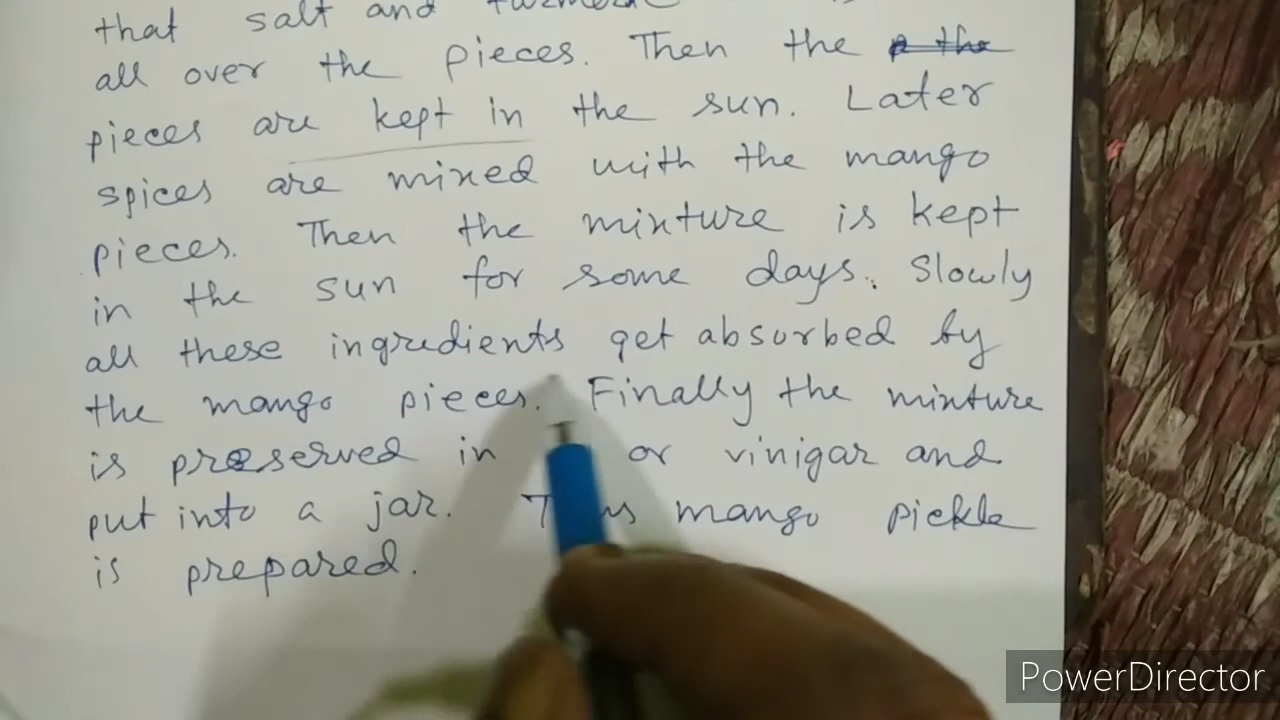 that salt and
all over the pieces. Then the the
pieces are kept in the sun. Later
spices are mixed with the mango
pieces. Then the mixture is kept
in the sun for some days. Slowly
all these ingredients get absorbed by
the mango pieces. Finally the mixture
is preserved in or vinigar and
put into a jar. mango pickle
is prepared.
PowerDirector